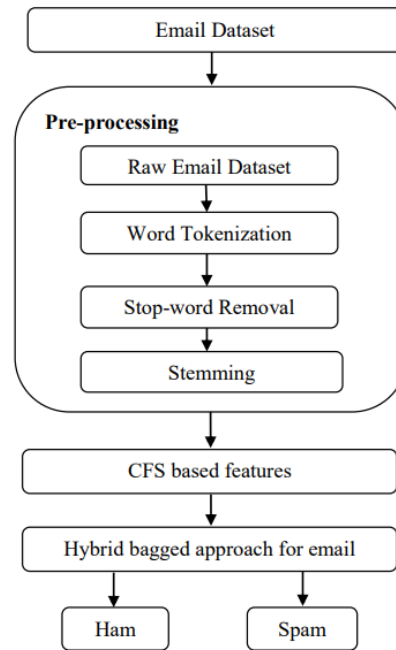 Email Dataset
Pre-processing
Raw Email Dataset
Word Tokenization
Stop-word Removal
Stemming
CFS based features
Hybrid bagged approach for email
Ham
Spam